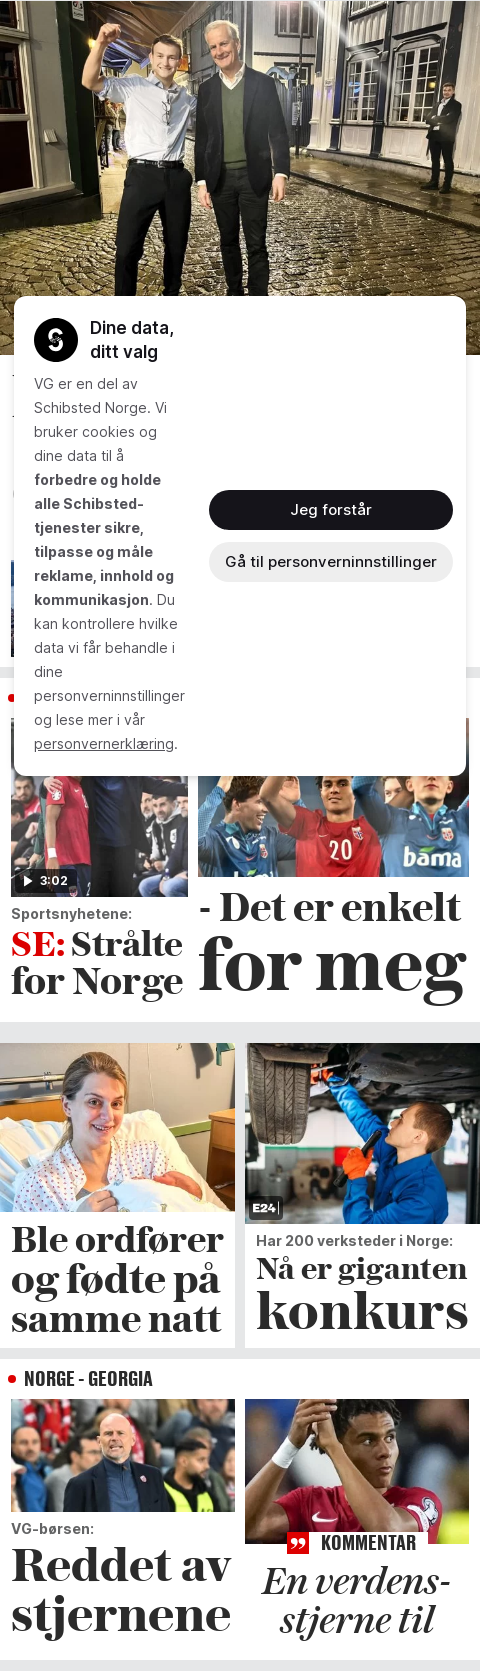 Dine data,
ditt valg
VG er en del av
Schibsted Norge. Vi
bruker cookies og
dine data til å
forbedre og holde
alle Schibsted-
tjenester sikre,
tilpasse og måle
reklame, innhold og
kommunikasjon. Du
kan kontrollere hvilke
data vi får behandle i
dine
personverninnstillinger
og lese mer i vår
personvernerklæring.
Jeg forstår
Gå til personverninnstillinger
3:02
Sportsnyhetene:
SE: Strålte
for Norge
20
bama
- Det er enkelt
for meg
Ble ordfører
og fødte på
samme natt
E24
Har 200 verksteder i Norge:
Nå er giganten
konkurs
NORGE - GEORGIA
VG-børsen:
Reddet av
stjernene
KOMMENTAR
En verdens-
stjerne til